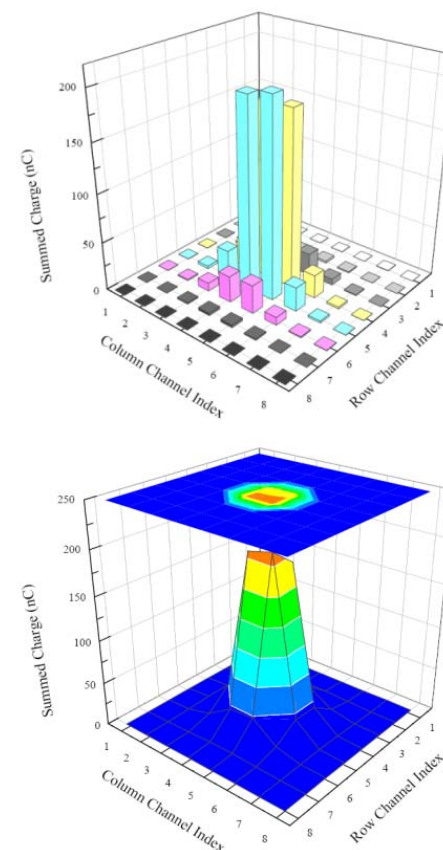 200
150
100
50
0
Summed Charge (nC)
1 2 3 4 5 6 7 8
Column Channel Index
8 7 6 5 4 3 2 1
Row Channel Index
250
200
150
100
50
0
Summed Charge (nC)
1 2 3 4 5 6 7 8
Column Channel Index
8 7 6 5 4 3 2 1
Row Channel Index